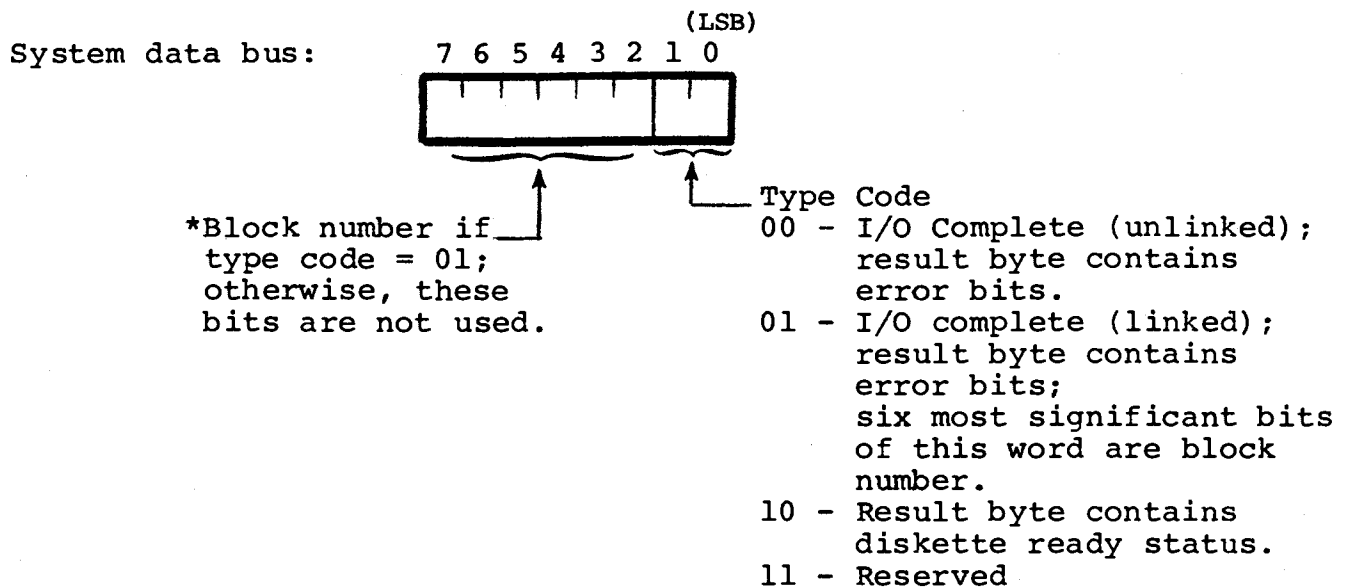 (LSB)
System data bus: 7 6 5 4 3 2 1 0
*Block number if
type code = 01;
otherwise, these
bits are not used.
Type Code
00 - I/O Complete (unlinked);
result byte contains
error bits.
01 - I/O complete (linked);
result byte contains
error bits;
six most significant bits
of this word are block
number.
10 - Result byte contains
diskette ready status.
11 - Reserved